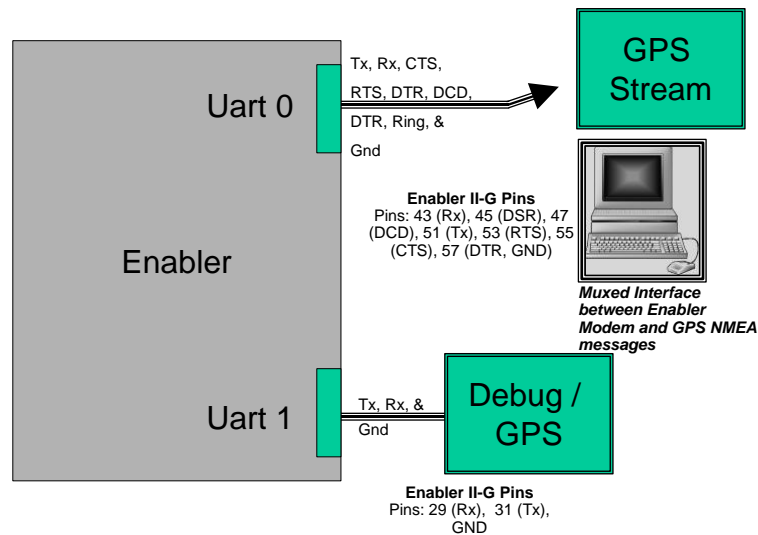 Tx, Rx, CTS,
RTS, DTR, DCD,
DTR, Ring, &
Gnd
Uart 0
GPS
Stream
Enabler II-G Pins
Pins: 43 (Rx), 45 (DSR), 47
(DCD), 51 (Tx), 53 (RTS), 55
(CTS), 57 (DTR, GND)
Enabler
Muxed Interface
between Enabler
Modem and GPS NMEA
messages
Uart 1
Tx, Rx, &
Gnd
Debug /
GPS
Enabler II-G Pins
Pins: 29 (Rx), 31 (Tx),
GND